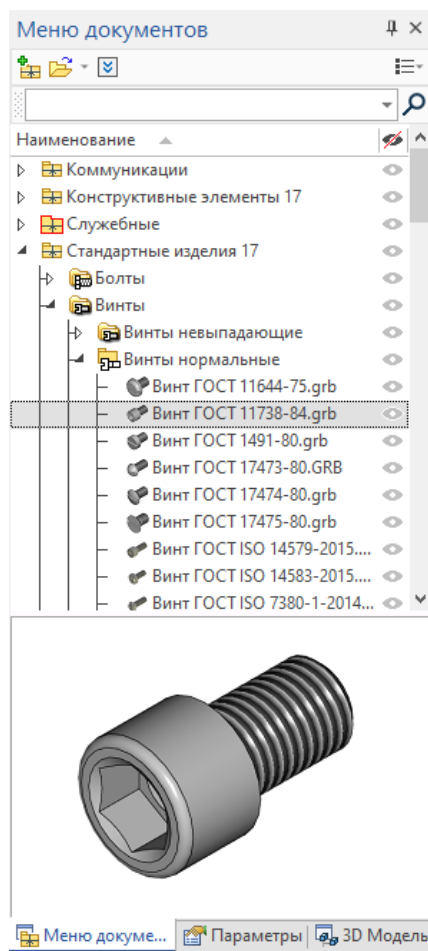 Меню документов
Наименование
Коммуникации
Конструктивные элементы 17
Служебные
Стандартные изделия 17
Болты
Винты
Винты невыпадающие
Винты нормальные
Винт ГОСТ 11644-75.grb
Винт ГОСТ 11738-84.grb
Винт ГОСТ 1491-80.grb
Винт ГОСТ 17473-80.GRB
Винт ГОСТ 17474-80.grb
Винт ГОСТ 17475-80.grb
Винт ГОСТ ISO 14579-2015....
Винт ГОСТ ISO 14583-2015....
Винт ГОСТ ISO 7380-1-2014...
Меню докуме... Параметры 3D Модель